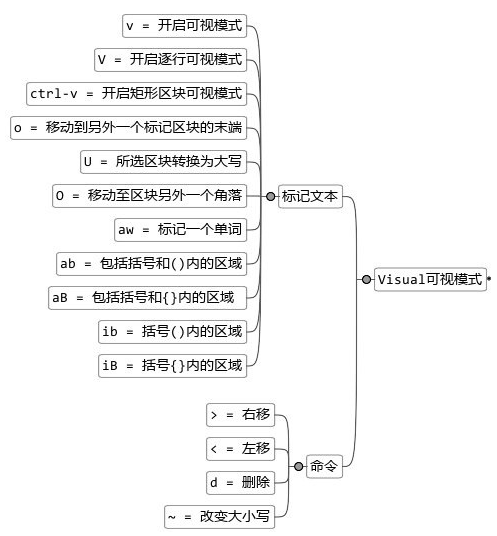 v = 开启可视模式
V = 开启逐行可视模式
ctrl-v = 开启矩形区块可视模式
o = 移动到另外一个标记区块的末端
U = 所选区块转换为大写
O = 移动至区块另外一个角落
aw = 标记一个单词
ab = 包括括号和()内的区域
aB = 包括括号和{}内的区域
ib = 括号()内的区域
iB = 括号{}内的区域
标记文本
Visual可视模式
> = 右移
< = 左移
d = 删除
~ = 改变大小写
命令